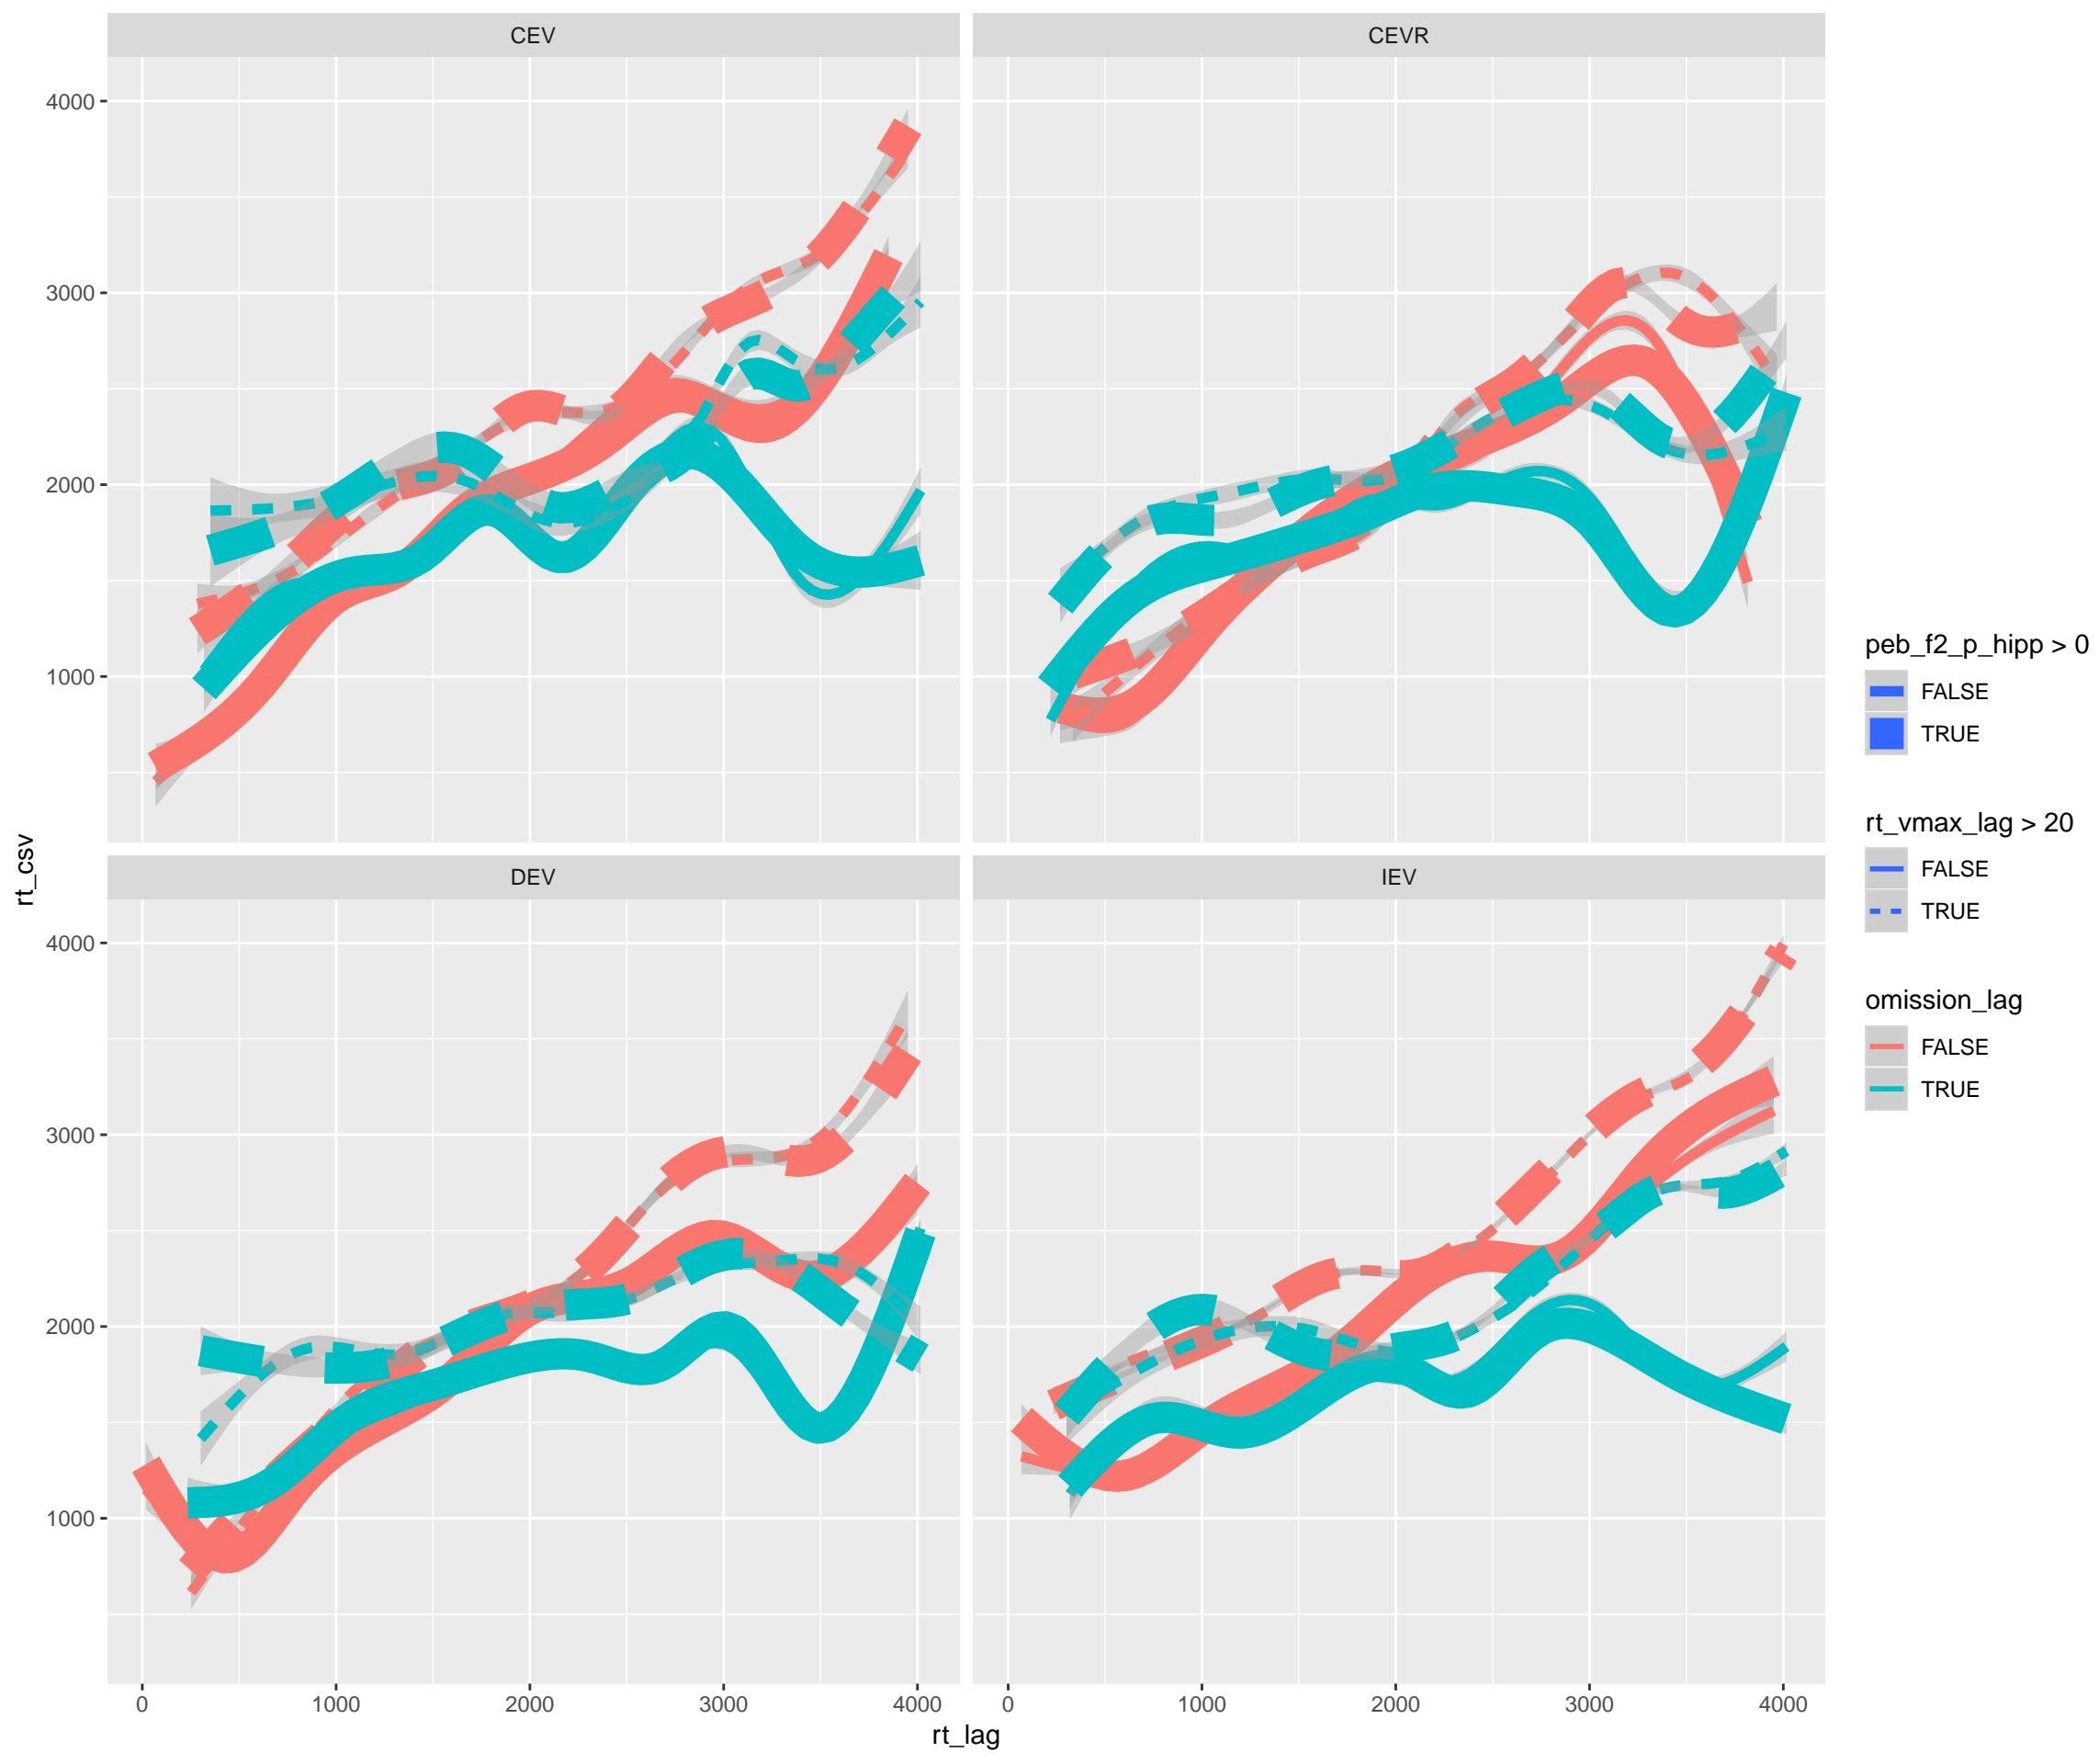 CEV
CEVR
4000
3000
2000
1000
DEV
IEV
4000
3000
2000
1000
0 1000 2000 3000 4000
0 1000 2000 3000 4000
rt_lag
rt_csv
peb_f2_p_hipp > 0
FALSE
TRUE
rt_vmax_lag > 20
FALSE
TRUE
omission_lag
FALSE
TRUE